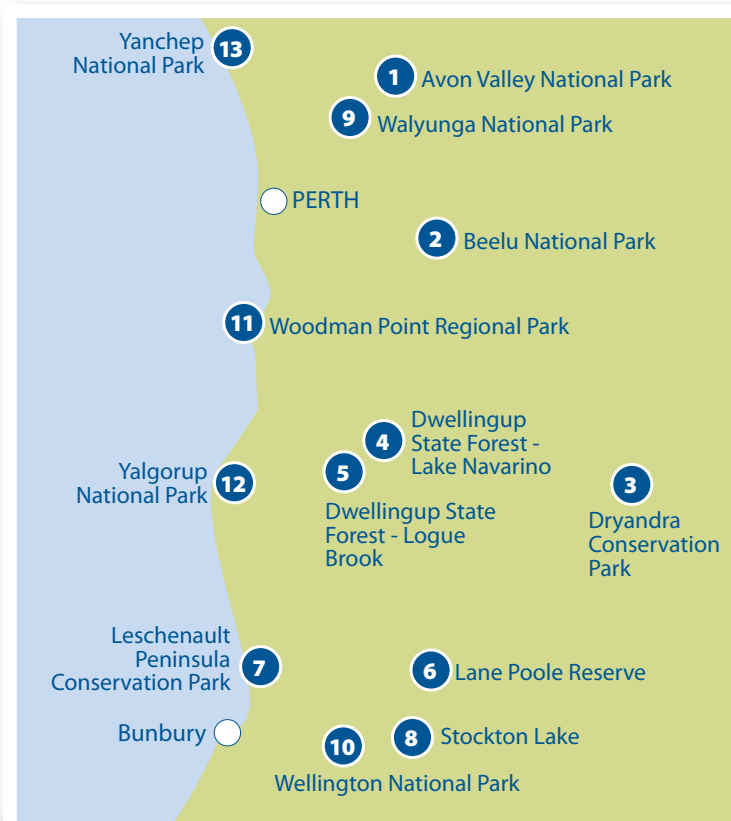 Yanchep
National Park
13
1
Avon Valley National Park
9
Walyunga National Park
PERTH
2
Beelu National Park
11
Woodman Point Regional Park
4
Dwellingup
State Forest -
Lake Navarino
Yalgorup
National Park
12
5
Dwellingup State
Forest - Logue
Brook
3
Dryandra
Conservation
Park
Leschenault
Peninsula
Conservation Park
7
6
Lane Poole Reserve
Bunbury
8
Stockton Lake
10
Wellington National Park